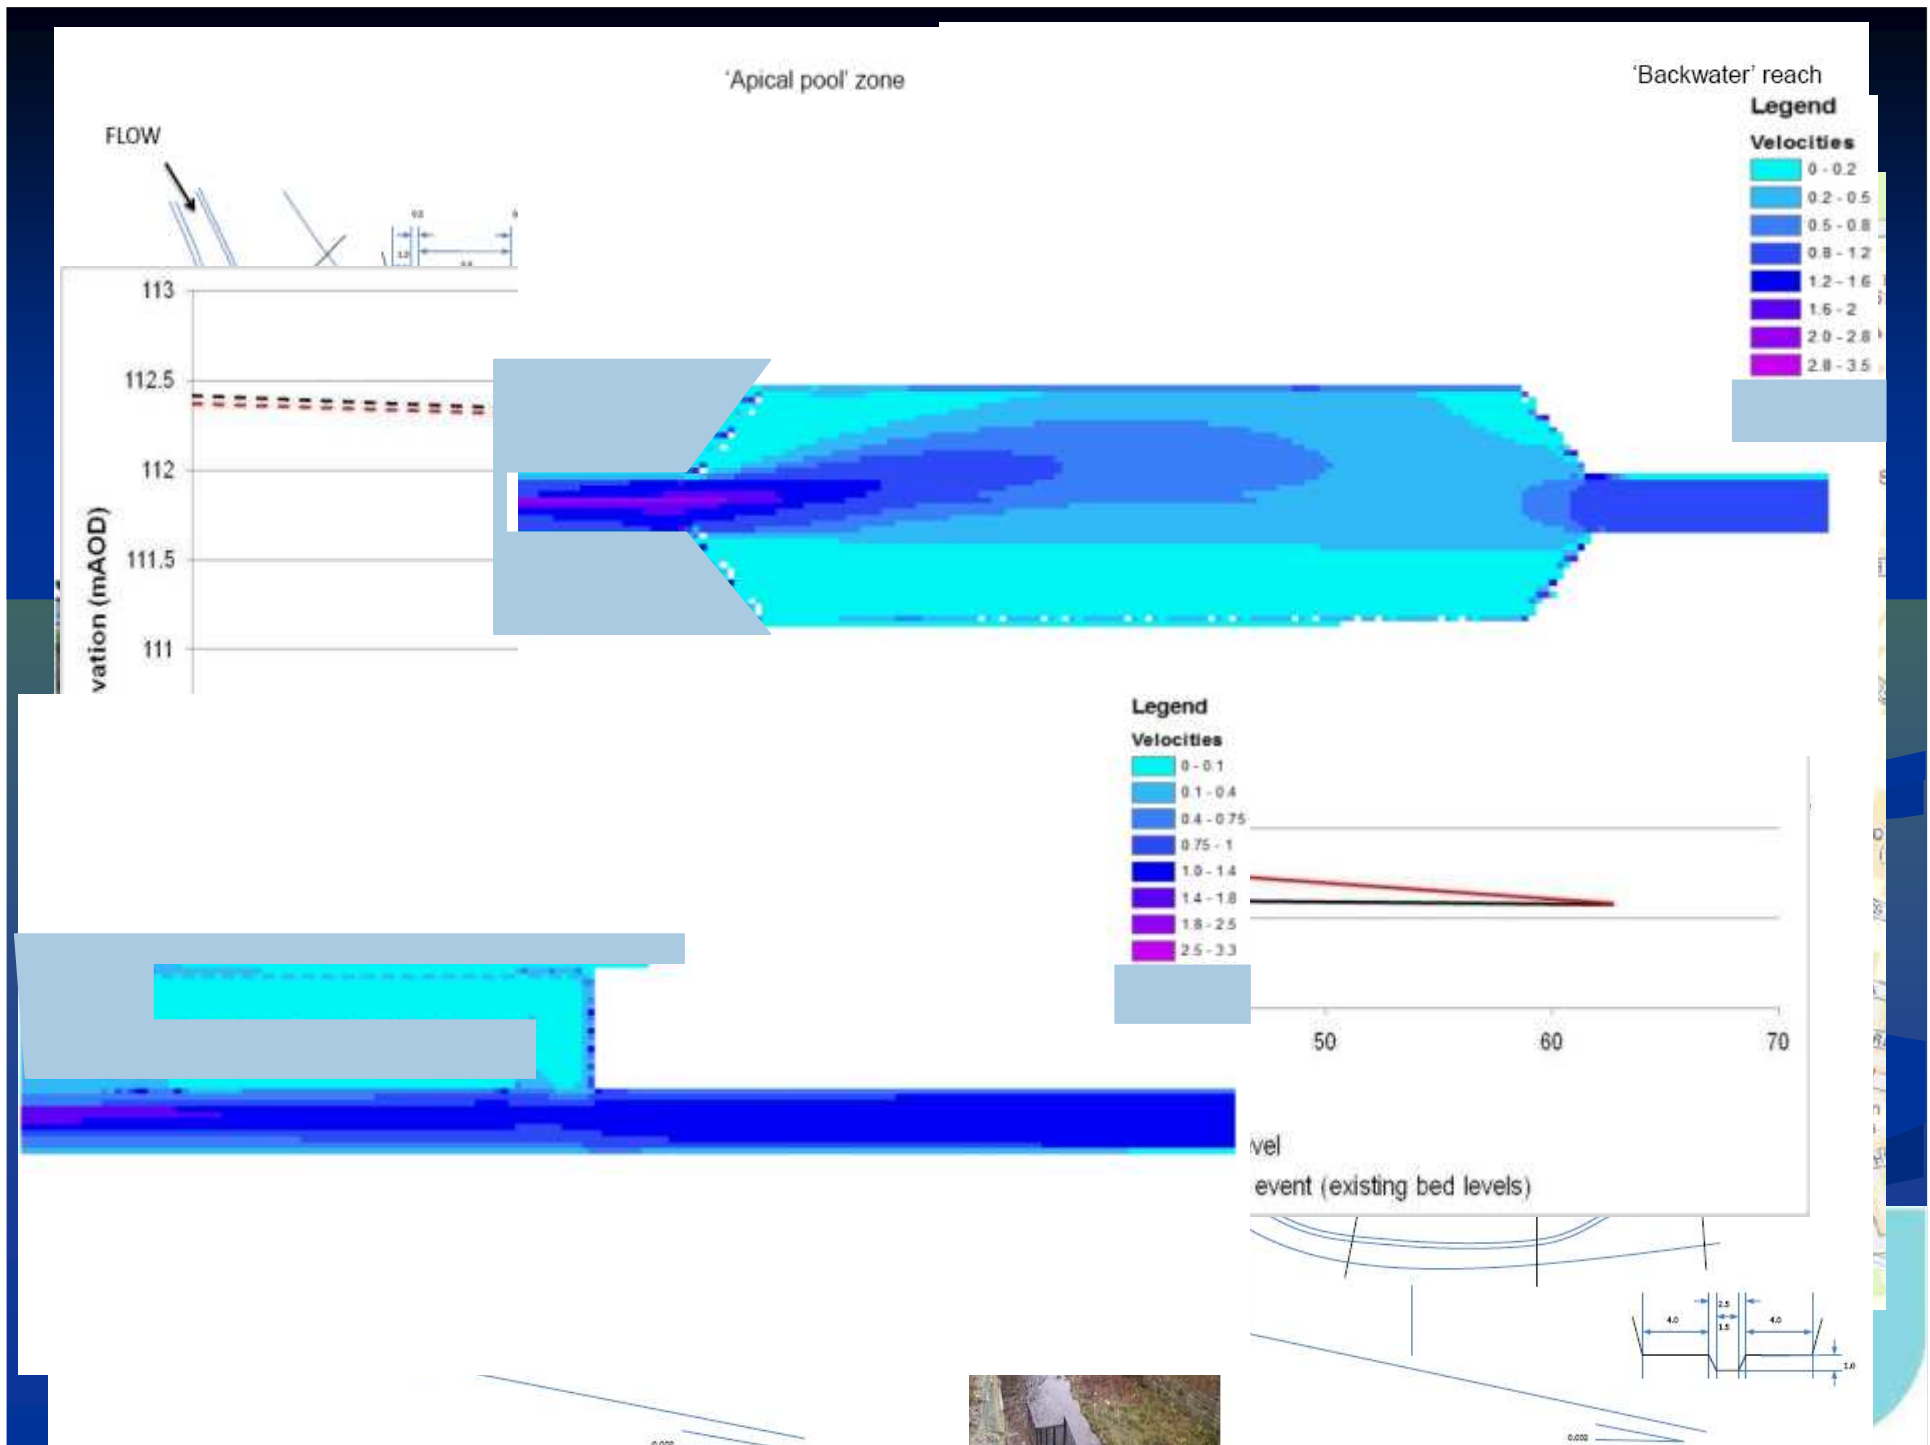 'Apical pool' zone
'Backwater' reach
Legend
Velocities
0 - 0.2
0.2 - 0.5
0.5 - 0.8
0.8 - 1.2
1.2 - 1.6
1.6 - 2
2.0 - 2.8
2.8 - 3.5
FLOW
113
112.5
112
111.5
111
vation (mAOD)
Legend
Velocities
0 - 0.1
0.1 - 0.4
0.4 - 0.75
0.75 - 1
1.0 - 1.4
1.4 - 1.8
1.8 - 2.5
2.5 - 3.3
50
60
70
vel
event (existing bed levels)
2.5
4.0
1.5
4.0
1.0
0.002
0.002